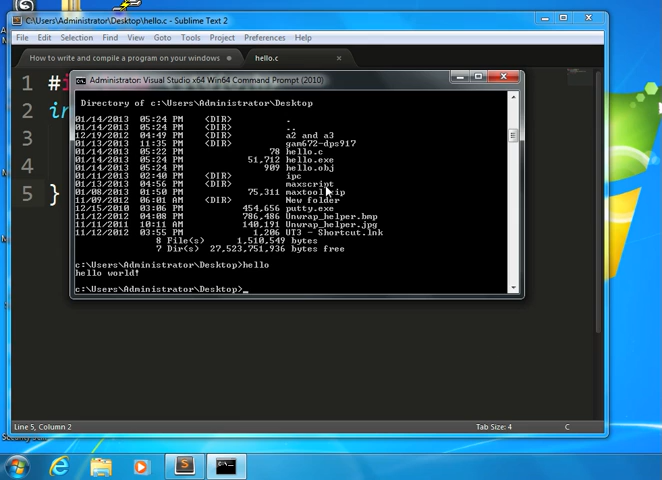 C:\Users\Administrator\Desktop\hello.c - Sublime Text 2
File Edit Selection Find View Goto Tools Project Preferences Help
How to write and compile a program on your windows
hello.c
1
2
3
4
5 }
Administrator: Visual Studio x64 Win64 Command Prompt (2010)
Directory of c:\Users\Administrator\Desktop
01/14/2013 05:24 PM <DIR> .
01/14/2013 05:24 PM <DIR> ..
12/19/2012 04:49 PM <DIR> a2 and a3
01/13/2013 11:35 PM <DIR> gam672-dps917
01/14/2013 05:22 PM 78 hello.c
01/14/2013 05:24 PM 51,712 hello.exe
01/14/2013 05:24 PM 909 hello.obj
01/11/2013 02:40 PM <DIR> ipc
01/13/2013 04:56 PM <DIR> maxscript
01/08/2013 01:50 PM 75,311
11/09/2012 06:01 AM <DIR> New folder
01/15/2010 03:06 PM 454,656 putty.exe
11/12/2012 04:08 PM 786,486 Unwrap_helper.bmp
11/11/2011 10:11 AM 140,191 Unwrap_helper.jpg
11/12/2012 03:55 PM 1,206 UT3 - Shortcut.lnk
8 File(s) 1,510,549 bytes
7 Dir(s) 27,523,751,936 bytes free
c:\Users\Administrator\Desktop>hello
hello world!
c:\Users\Administrator\Desktop>_
Line 5, Column 2
Tab Size: 4
C